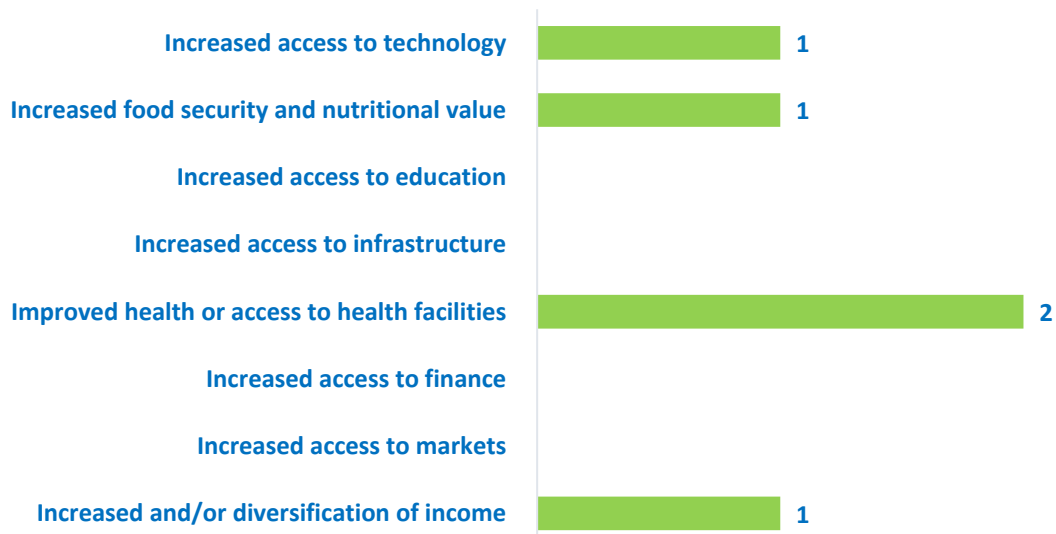 Increased access to technology 1
Increased food security and nutritional value 1
Increased access to education
Increased access to infrastructure
Improved health or access to health facilities 2
Increased access to finance
Increased access to markets
Increased and/or diversification of income 1